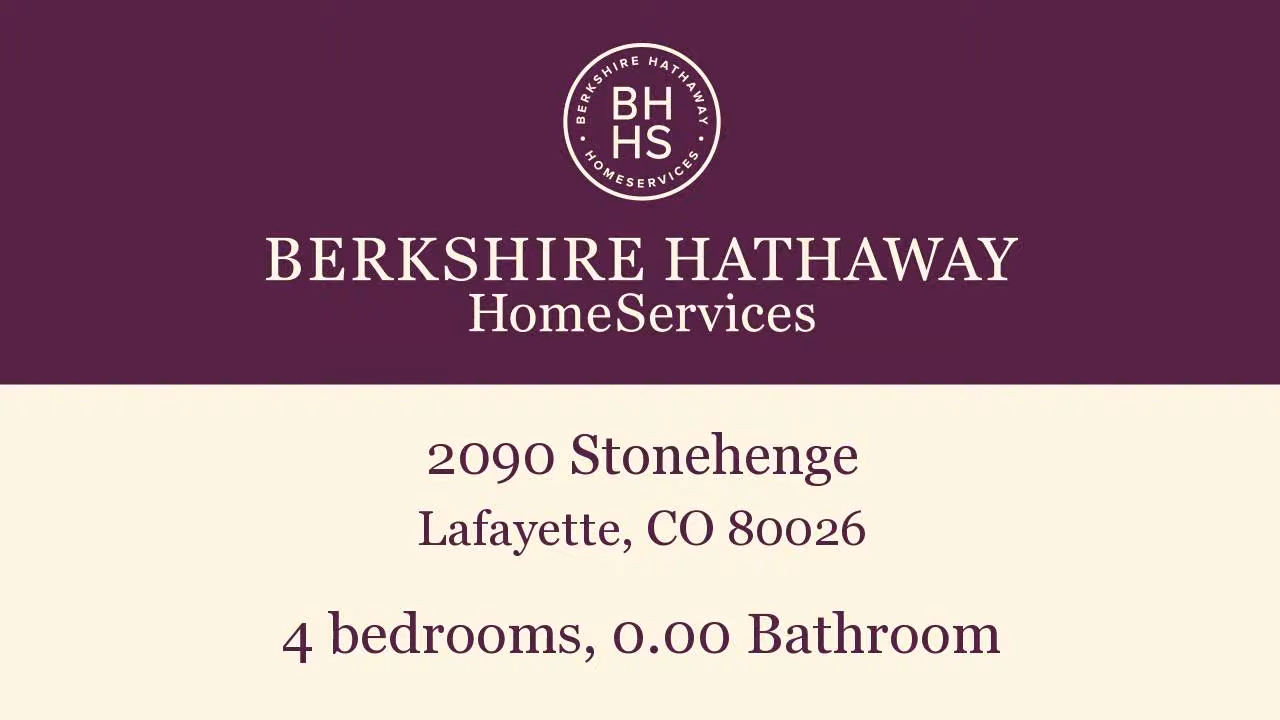 BERKSHIRE HATHAWAY
BH
HS
• HOMESERVICES •
BERKSHIRE HATHAWAY
HomeServices
2090 Stonehenge
Lafayette, CO 80026
4 bedrooms, 0.00 Bathroom